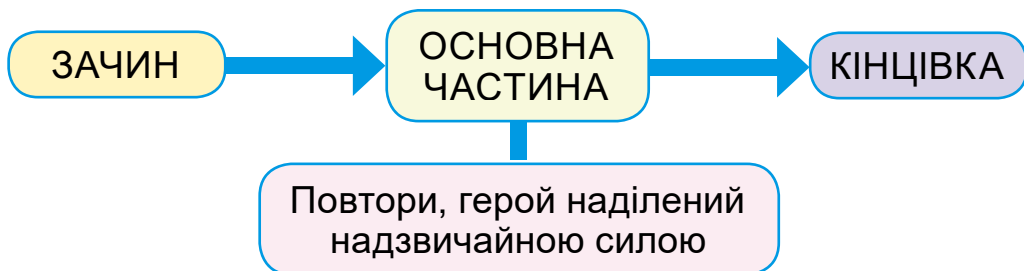 ЗАЧИН
ОСНОВНА
ЧАСТИНА
КІНЦІВКА
Повтори, герой наділений
надзвичайною силою